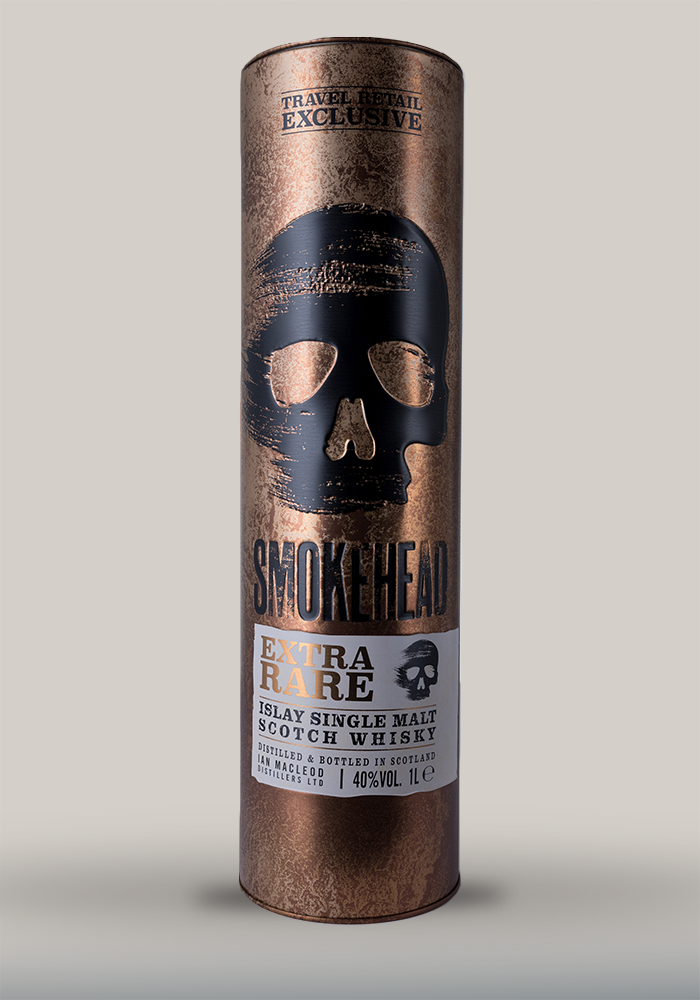 TRAVEL RETAIL
EXCLUSIVE
SMOKEHEAD
EXTRA
RARE
ISLAY SINGLE MALT
SCOTCH WHISKY
DISTILLED & BOTTLED IN SCOTLAND
IAN MACLEOD
DISTILLERS LTD | 40%VOL. 1L ℮